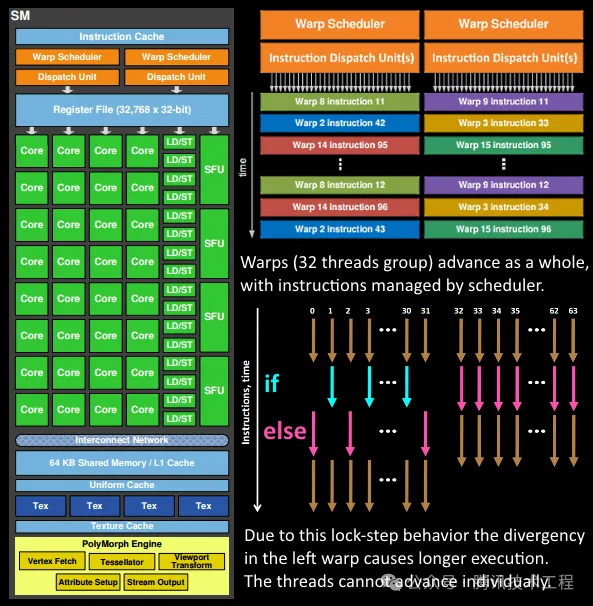 SM
Instruction Cache
Warp Scheduler Warp Scheduler
Dispatch Unit Dispatch Unit
Register File (32,768 x 32-bit)
Core Core Core Core LD/ST SFU
LD/ST
Core Core Core Core LD/ST
LD/ST
Core Core Core Core LD/ST SFU
LD/ST
Core Core Core Core LD/ST
LD/ST
Core Core Core Core LD/ST SFU
LD/ST
Core Core Core Core LD/ST
LD/ST
Core Core Core Core LD/ST SFU
LD/ST
Core Core Core Core LD/ST
LD/ST
Interconnect Network
64 KB Shared Memory / L1 Cache
Uniform Cache
Tex Tex Tex Tex
Texture Cache
PolyMorph Engine
Vertex Fetch Tessellator Viewport Transform
Attribute Setup Stream Output
Warp Scheduler Warp Scheduler
Instruction Dispatch Unit(s) Instruction Dispatch Unit(s)
time
Warp 8 instruction 11 Warp 9 instruction 11
Warp 2 instruction 42 Warp 3 instruction 33
Warp 14 instruction 95 Warp 15 instruction 95
Warp 8 instruction 12 Warp 9 instruction 12
Warp 14 instruction 96 Warp 3 instruction 34
Warp 2 instruction 43 Warp 15 instruction 96
Warps (32 threads group) advance as a whole,
with instructions managed by scheduler.
Instructions, time
0 1 2 3 30 31 32 33 34 35 62 63
if
else
Due to this lock-step behavior the divergency
in the left warp causes longer execution.
The threads cannot advance individually.
公众号 · 腾讯技术工程